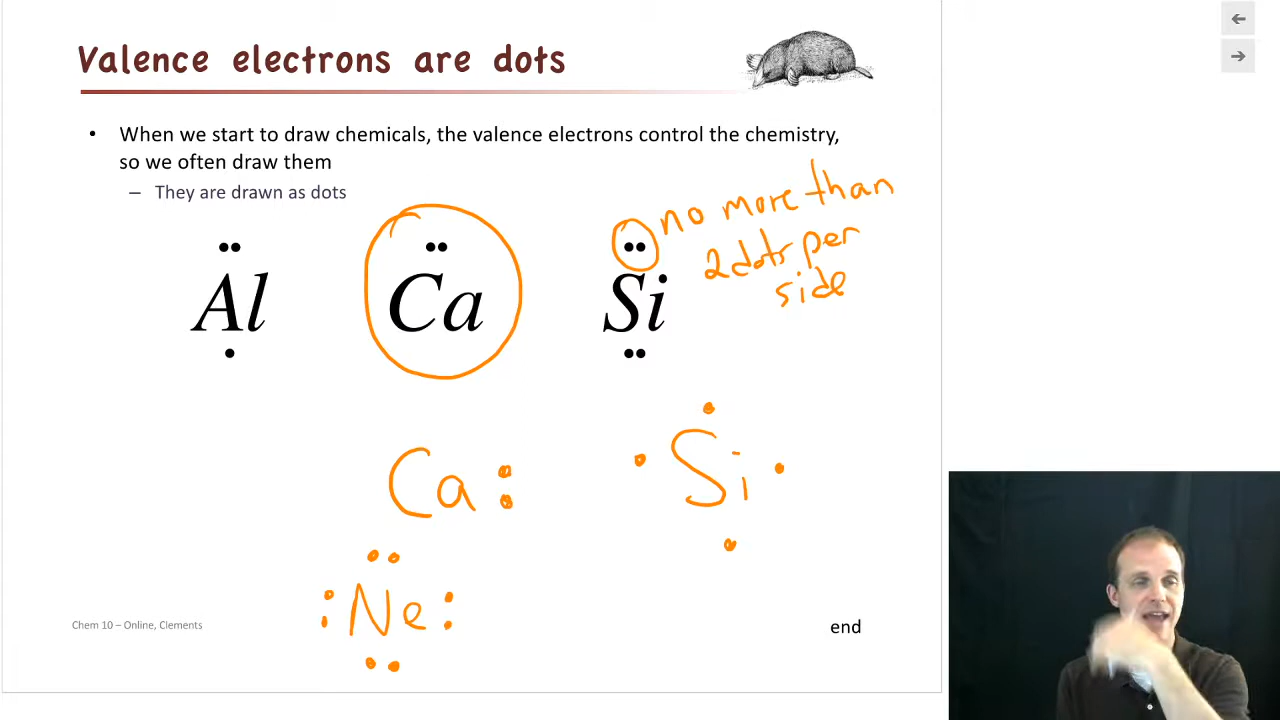 Valence electrons are dots
• When we start to draw chemicals, the valence electrons control the chemistry,
so we often draw them
– They are drawn as dots
no more than
2 dots per
side
Al
Ca
Si
Ca
Si
Ne
Chem 10 – Online, Clements
end